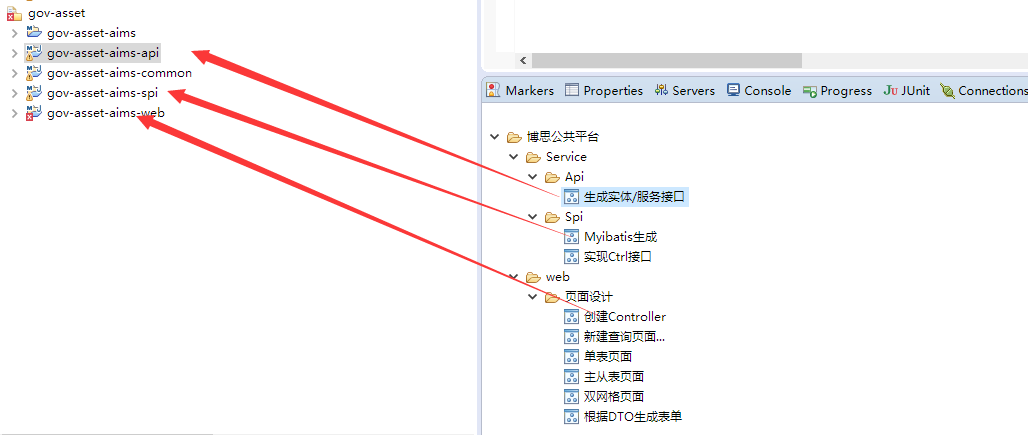 gov-asset
gov-asset-aims
gov-asset-aims-api
gov-asset-aims-common
gov-asset-aims-spi
gov-asset-aims-web
Markers Properties Servers Console Progress JUnit Connections
博思公共平台
Service
Api
生成实体/服务接口
Spi
Myibatis生成
实现Ctrl接口
web
页面设计
创建Controller
新建查询页面...
单表页面
主从表页面
双网格页面
根据DTO生成表单